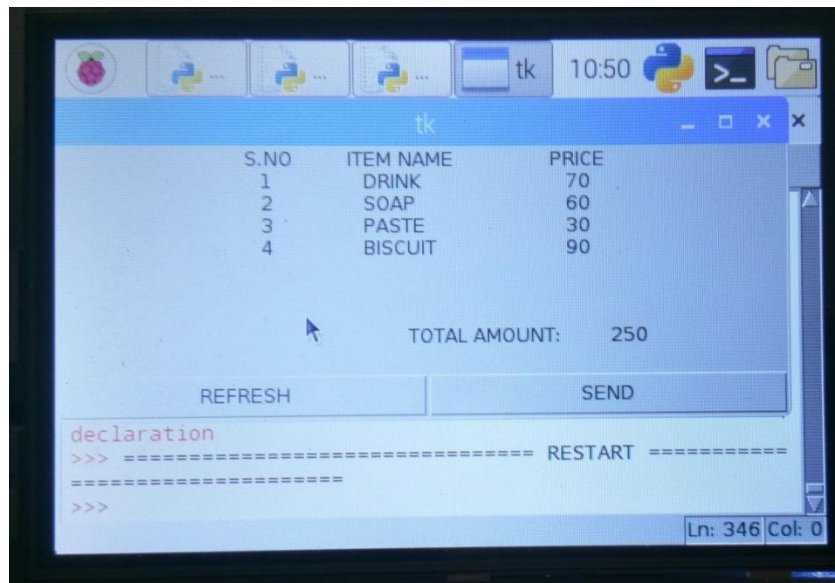 ... ... ... tk 10:50 >_
tk
S.NO ITEM NAME PRICE
1 DRINK 70
2 SOAP 60
3 PASTE 30
4 BISCUIT 90
TOTAL AMOUNT: 250
REFRESH SEND
declaration
>>> =============================== RESTART ===========
=====================
>>>
Ln: 346 Col: 0